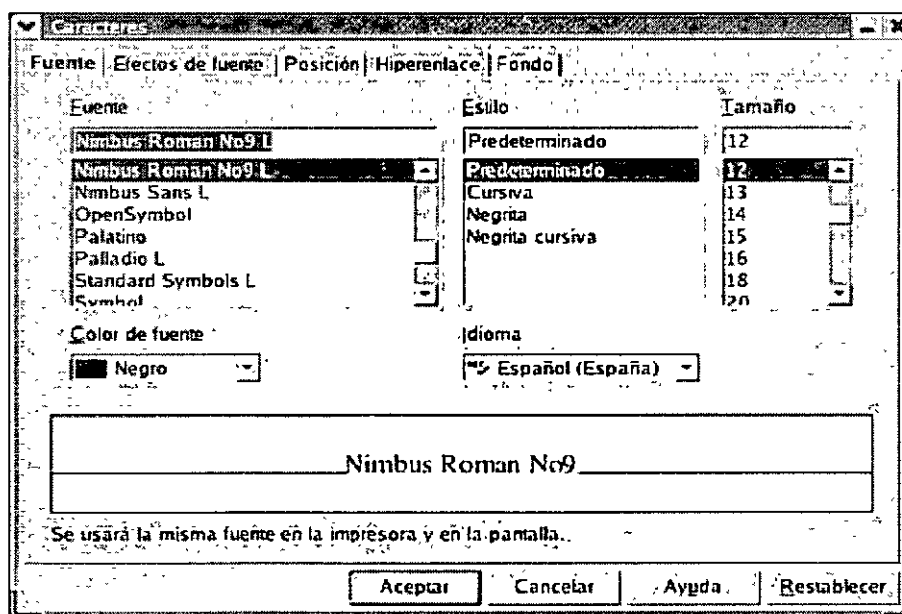 Caracteres
Fuente Efectos de fuente Posición Hiperenlace Fondo
Fuente Estilo Tamaño
Nimbus Roman No9 L Predeterminado 12
Nimbus Roman No9 L Predeterminado 12
Nimbus Sans L Cursiva 13
OpenSymbol Negrita 14
Palatino Negrita cursiva 15
Palladio L 16
Standard Symbols L 18
Symbol 20
Color de fuente Idioma
Negro Español (España)
Nimbus Roman No9
Se usará la misma fuente en la impresora y en la pantalla.
Aceptar Cancelar Ayuda Restablecer